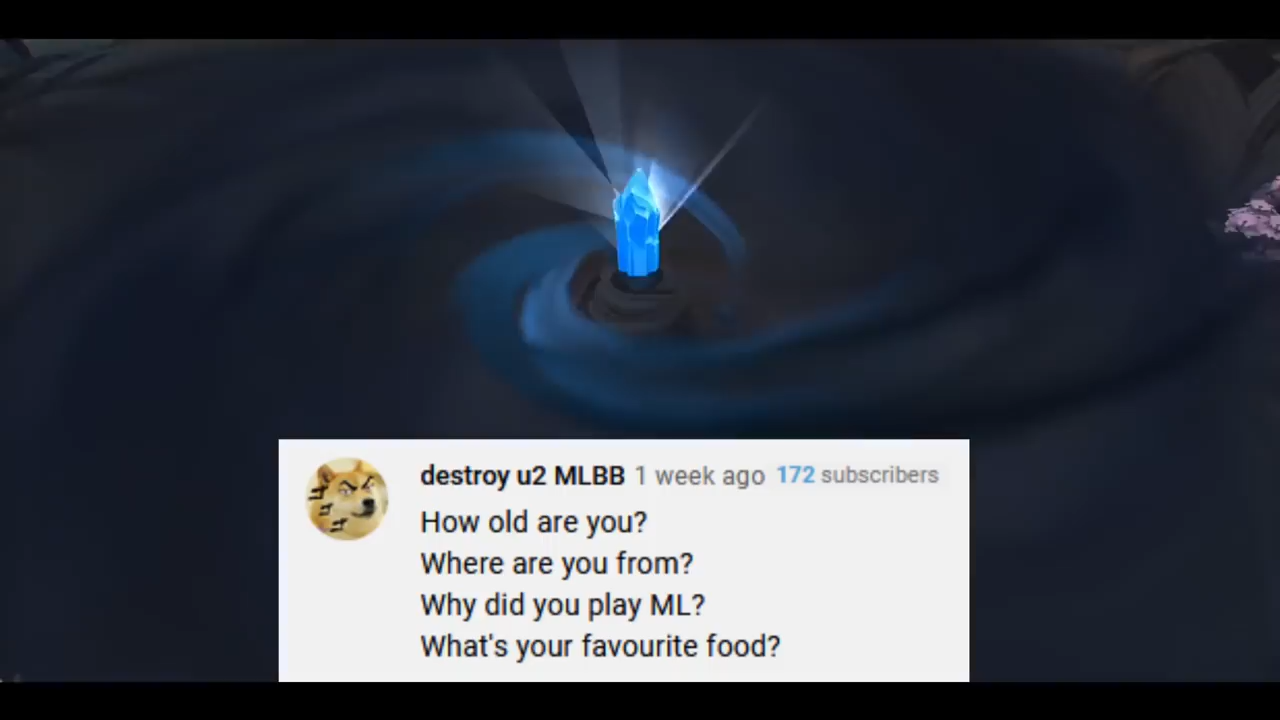 destroy u2 MLBB 1 week ago 172 subscribers
How old are you?
Where are you from?
Why did you play ML?
What's your favourite food?